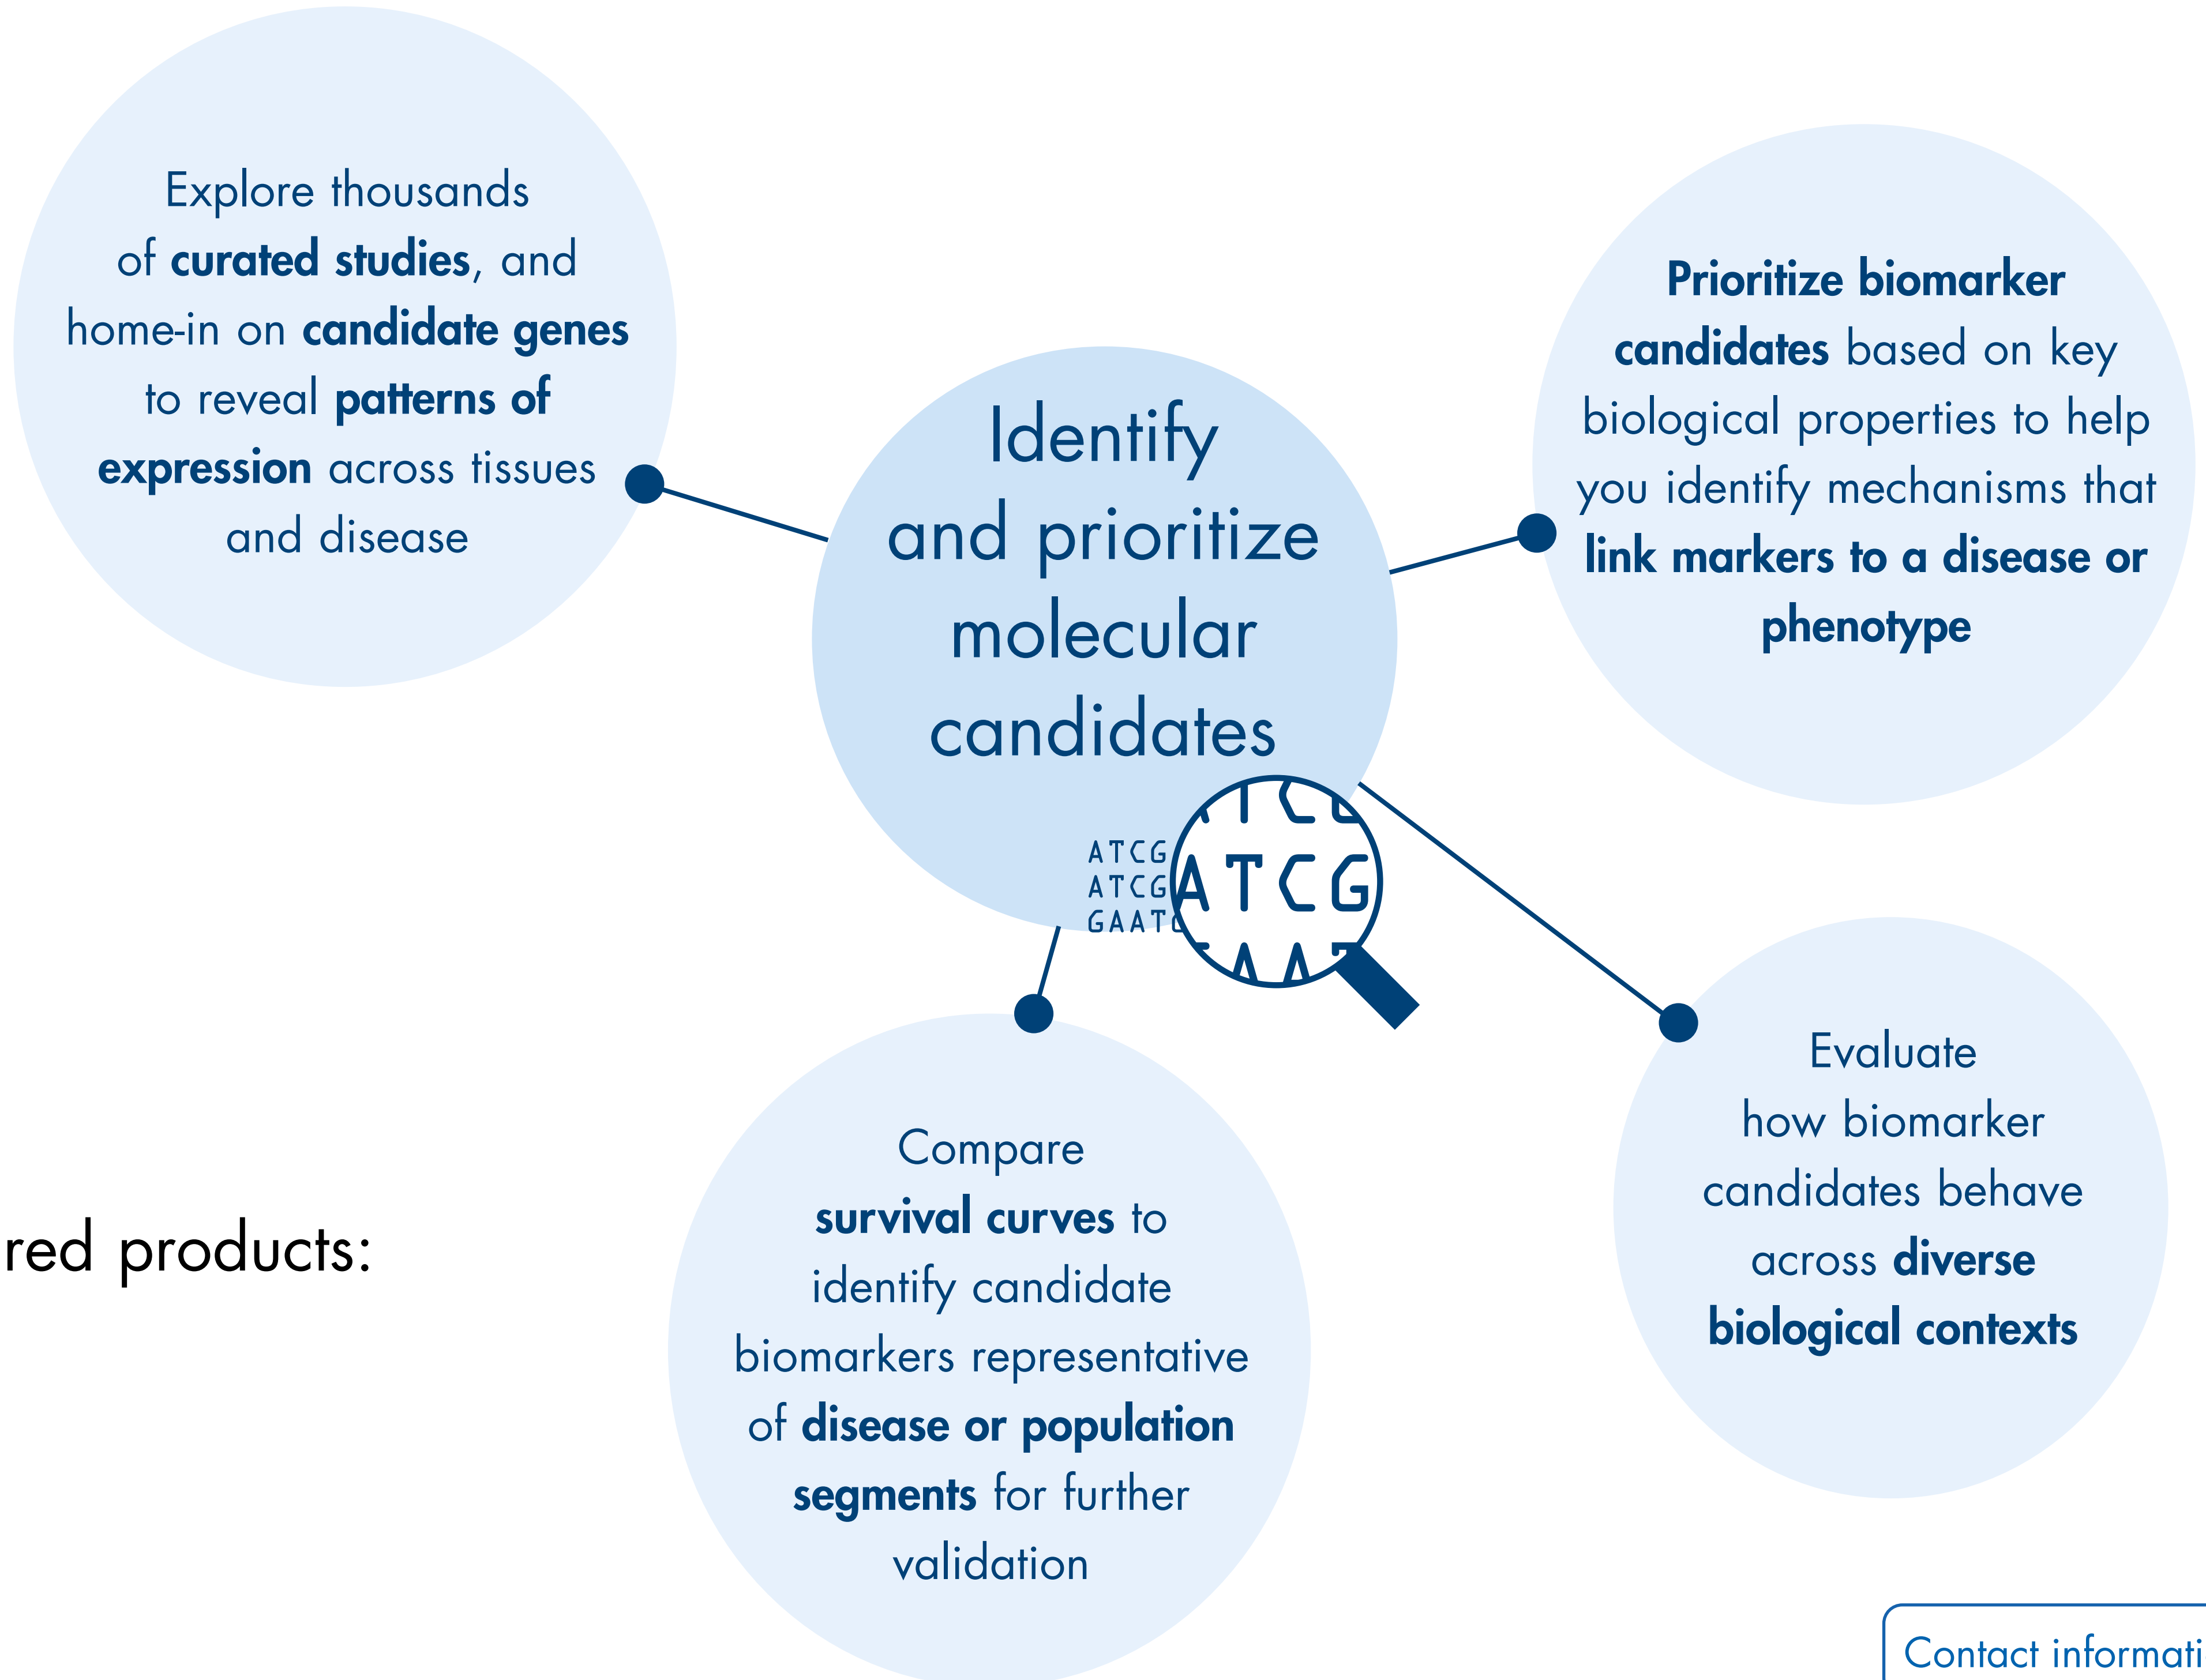 Explore thousands
of curated studies, and
home-in on candidate genes
to reveal patterns of
expression across tissues
and disease
Identify
and prioritize
molecular
candidates
Prioritize biomarker
candidates based on key
biological properties to help
you identify mechanisms that
link markers to a disease or
phenotype
ATCG
ATCG
GAAT
ATCG
Compare
survival curves to
identify candidate
biomarkers representative
of disease or population
segments for further
validation
Evaluate
how biomarker
candidates behave
across diverse
biological contexts
red products:
Contact informati